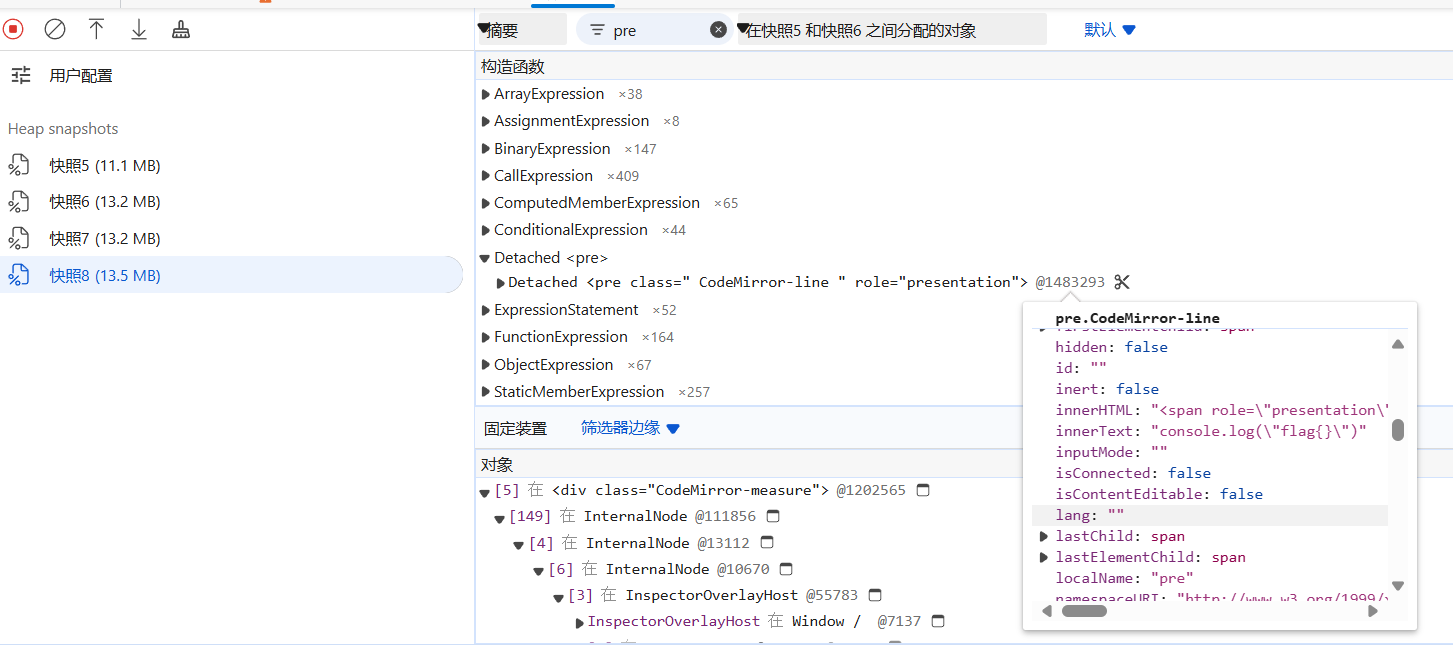 摘要
pre
在快照5 和快照6 之间分配的对象
默认
用户配置
Heap snapshots
快照5 (11.1 MB)
快照6 (13.2 MB)
快照7 (13.2 MB)
快照8 (13.5 MB)
构造函数
ArrayExpression ×38
AssignmentExpression ×8
BinaryExpression ×147
CallExpression ×409
ComputedMemberExpression ×65
ConditionalExpression ×44
Detached <pre>
Detached <pre class=" CodeMirror-line " role="presentation"> @1483293
ExpressionStatement ×52
FunctionExpression ×164
ObjectExpression ×67
StaticMemberExpression ×257
固定装置 筛选器边缘
对象
[5] 在 <div class="CodeMirror-measure"> @1202565
[149] 在 InternalNode @111856
[4] 在 InternalNode @13112
[6] 在 InternalNode @10670
[3] 在 InspectorOverlayHost @55783
InspectorOverlayHost 在 Window / @7137
pre.CodeMirror-line
firstElementChild: span
hidden: false
id: ""
inert: false
innerHTML: "<span role=\"presentation\"
innerText: "console.log(\"flag{}\")"
inputMode: ""
isConnected: false
isContentEditable: false
lang: ""
lastChild: span
lastElementChild: span
localName: "pre"
namespaceURI: "http://www.w3.org/1999/